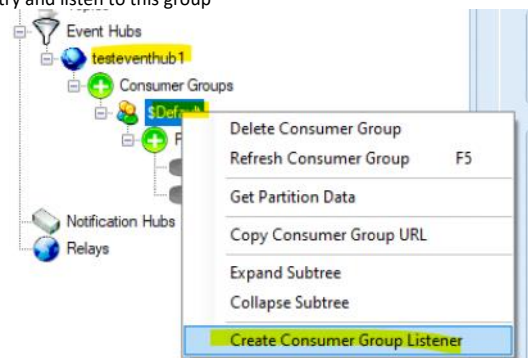 try and listen to this group
Event Hubs
testeventhub1
Consumer Groups
$Default
Delete Consumer Group
Refresh Consumer Group F5
Get Partition Data
Copy Consumer Group URL
Expand Subtree
Collapse Subtree
Create Consumer Group Listener
Notification Hubs
Relays